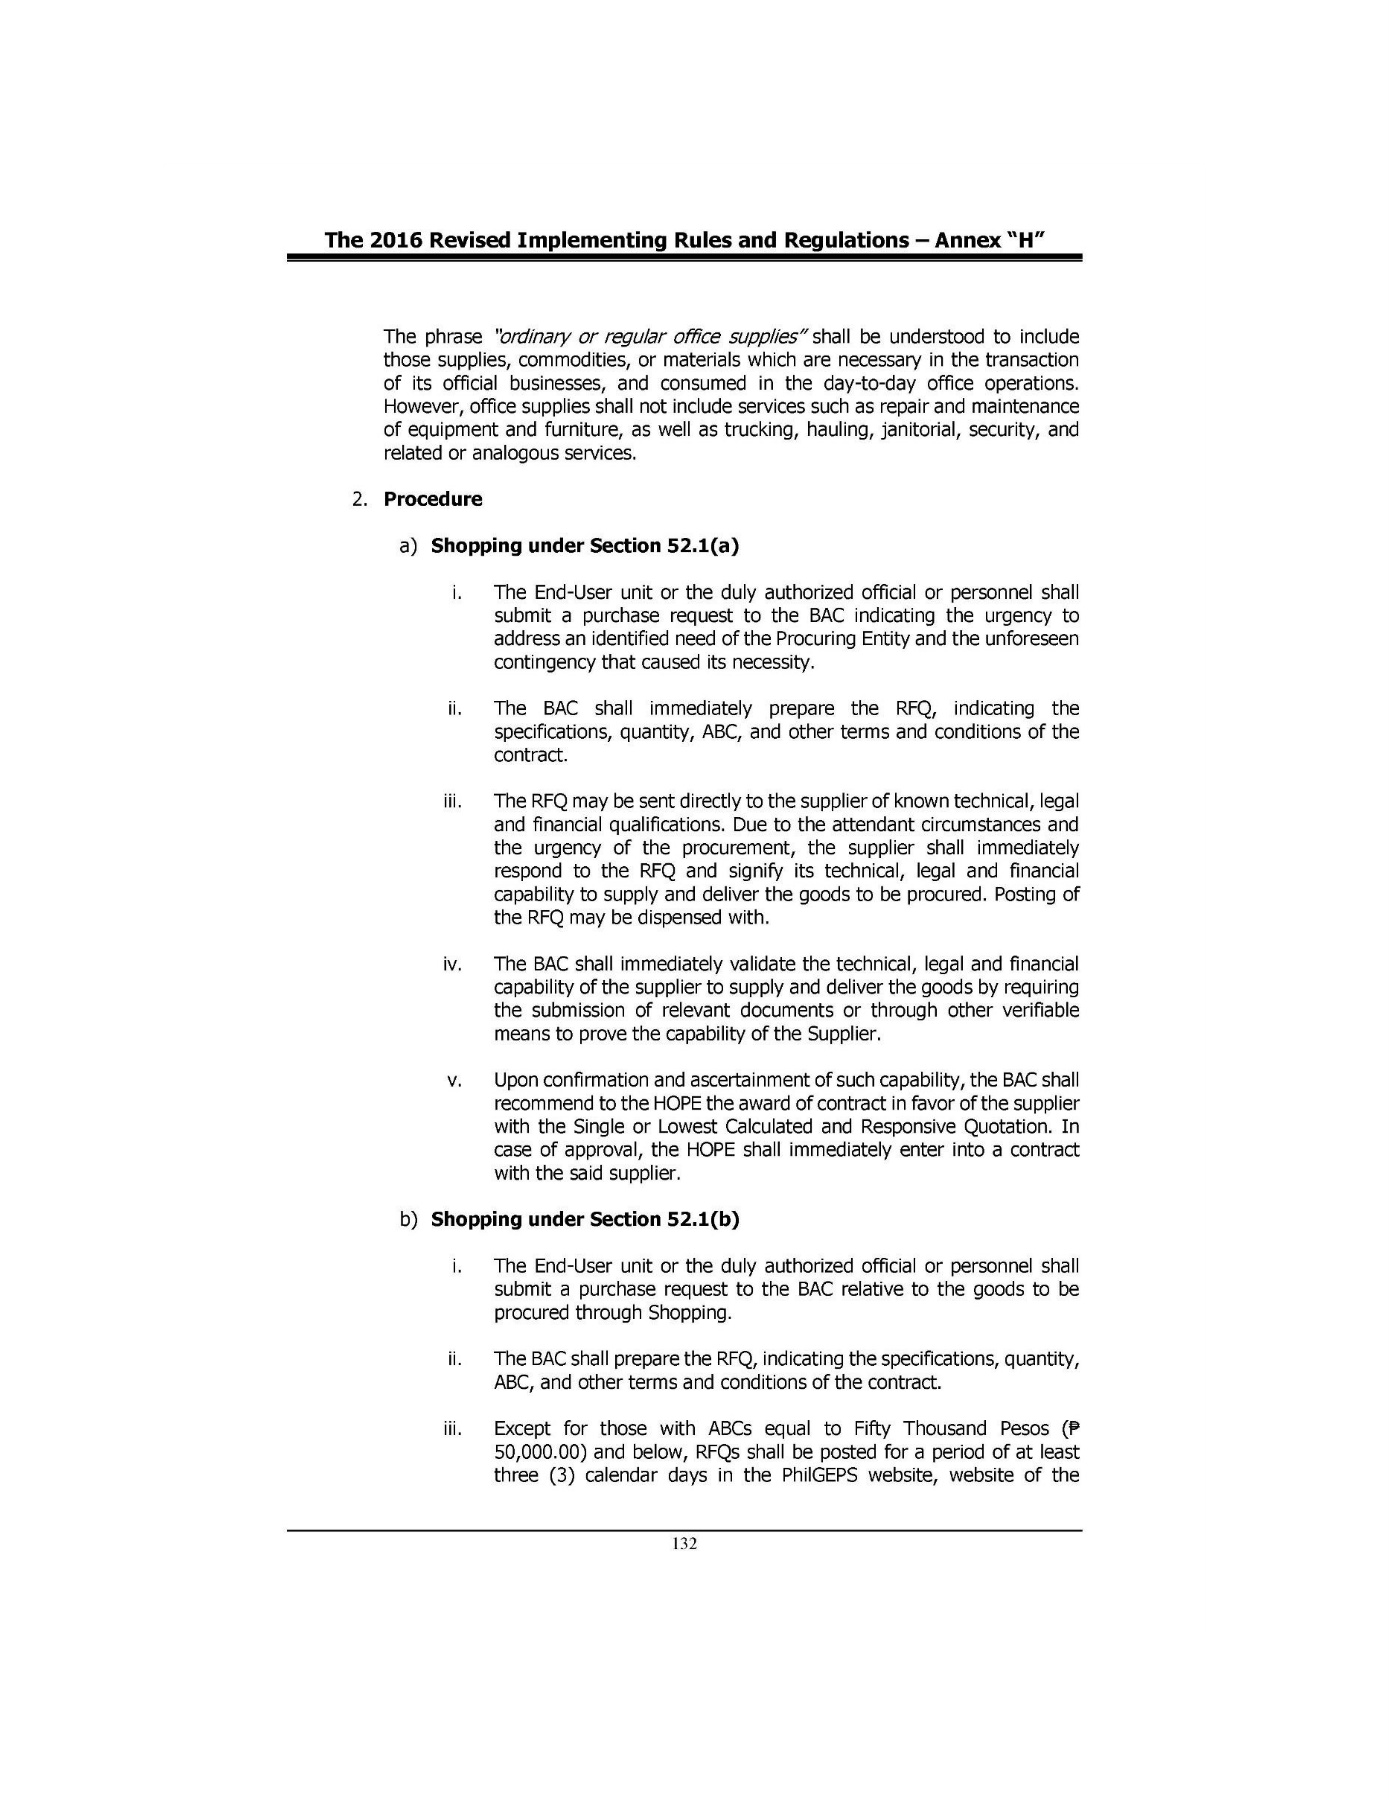 The 2016 Revised Implementing Rules and Regulations – Annex “H”
The phrase “ordinary or regular office supplies” shall be understood to include
those supplies, commodities, or materials which are necessary in the transaction
of its official businesses, and consumed in the day-to-day office operations.
However, office supplies shall not include services such as repair and maintenance
of equipment and furniture, as well as trucking, hauling, janitorial, security, and
related or analogous services.
2. Procedure
a) Shopping under Section 52.1(a)
i. The End-User unit or the duly authorized official or personnel shall
submit a purchase request to the BAC indicating the urgency to
address an identified need of the Procuring Entity and the unforeseen
contingency that caused its necessity.
ii. The BAC shall immediately prepare the RFQ, indicating the
specifications, quantity, ABC, and other terms and conditions of the
contract.
iii. The RFQ may be sent directly to the supplier of known technical, legal
and financial qualifications. Due to the attendant circumstances and
the urgency of the procurement, the supplier shall immediately
respond to the RFQ and signify its technical, legal and financial
capability to supply and deliver the goods to be procured. Posting of
the RFQ may be dispensed with.
iv. The BAC shall immediately validate the technical, legal and financial
capability of the supplier to supply and deliver the goods by requiring
the submission of relevant documents or through other verifiable
means to prove the capability of the Supplier.
v. Upon confirmation and ascertainment of such capability, the BAC shall
recommend to the HOPE the award of contract in favor of the supplier
with the Single or Lowest Calculated and Responsive Quotation. In
case of approval, the HOPE shall immediately enter into a contract
with the said supplier.
b) Shopping under Section 52.1(b)
i. The End-User unit or the duly authorized official or personnel shall
submit a purchase request to the BAC relative to the goods to be
procured through Shopping.
ii. The BAC shall prepare the RFQ, indicating the specifications, quantity,
ABC, and other terms and conditions of the contract.
iii. Except for those with ABCs equal to Fifty Thousand Pesos (₱
50,000.00) and below, RFQs shall be posted for a period of at least
three (3) calendar days in the PhilGEPS website, website of the
132